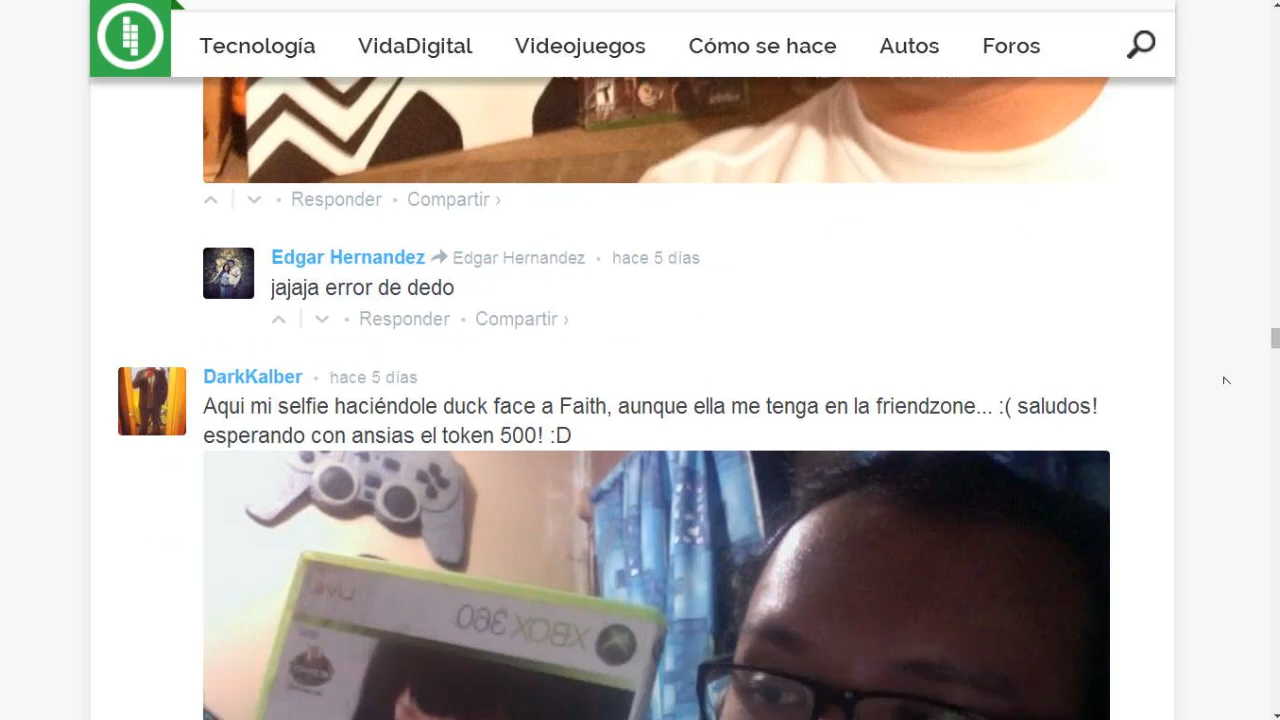 Tecnología VidaDigital Videojuegos Cómo se hace Autos Foros
• Responder • Compartir ›
Edgar Hernandez Edgar Hernandez • hace 5 días
jajaja error de dedo
• Responder • Compartir ›
DarkKalber • hace 5 días
Aqui mi selfie haciéndole duck face a Faith, aunque ella me tenga en la friendzone... :( saludos!
esperando con ansias el token 500! :D
LIVE
XBOX 360